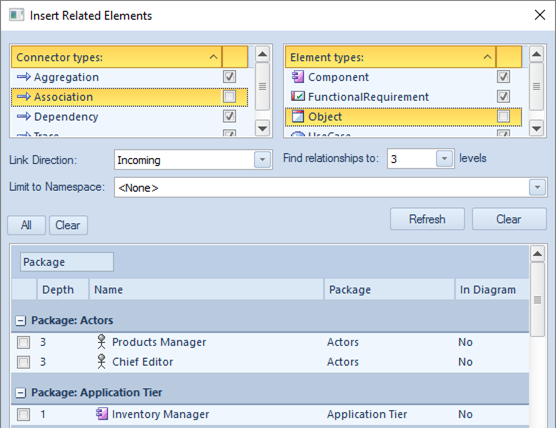 Insert Related Elements
Connector types:
Aggregation
Association
Dependency
Trace
Element types:
Component
FunctionalRequirement
Object
UseCase
Link Direction: Incoming Find relationships to: 3 levels
Limit to Namespace: <None>
All Clear Refresh Clear
Package
Depth Name Package In Diagram
Package: Actors
3 Products Manager Actors No
3 Chief Editor Actors No
Package: Application Tier
1 Inventory Manager Application Tier No